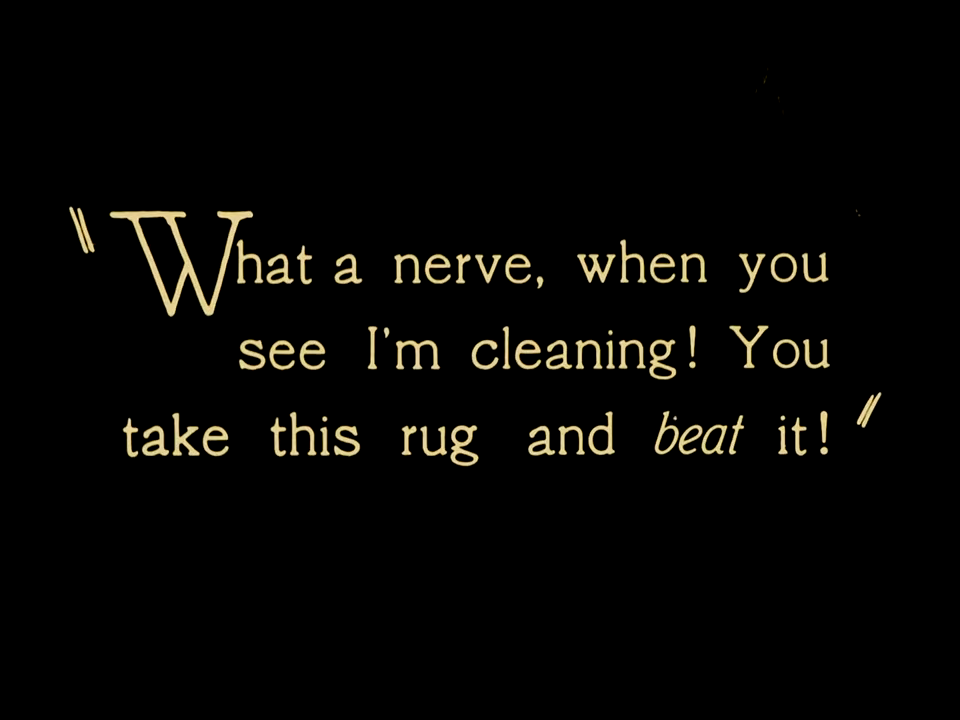 "What a nerve, when you
see I'm cleaning! You
take this rug and beat it!"